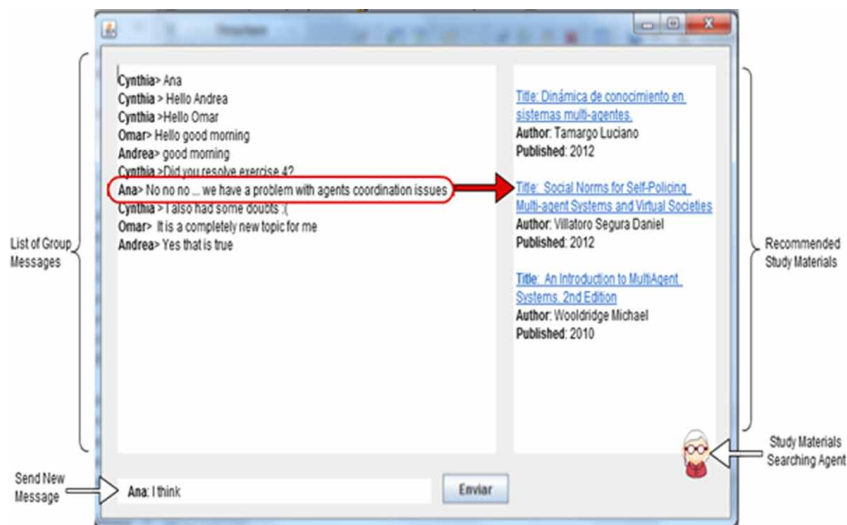 Cynthia> Ana
Cynthia > Hello Andrea
Cynthia >Hello Omar
Omar> Hello good morning
Andrea> good morning
Cynthia >Did you resolve exercise 4?
Ana> No no no ... we have a problem with agents coordination issues
Cynthia > I also had some doubts :(
Omar> It is a completely new topic for me
Andrea> Yes that is true
Title: Dinámica de conocimiento en
sistemas multi-agentes.
Author: Tamargo Luciano
Published: 2012
Title: Social Norms for Self-Policing
Multi-agent Systems and Virtual Societies
Author: Villatoro Segura Daniel
Published: 2012
Title: An Introduction to MultiAgent
Systems. 2nd Edition
Author: Wooldridge Michael
Published: 2010
List of Group
Messages
Recommended
Study Materials
Study Materials
Searching Agent
Send New
Message
Ana: I think
Enviar